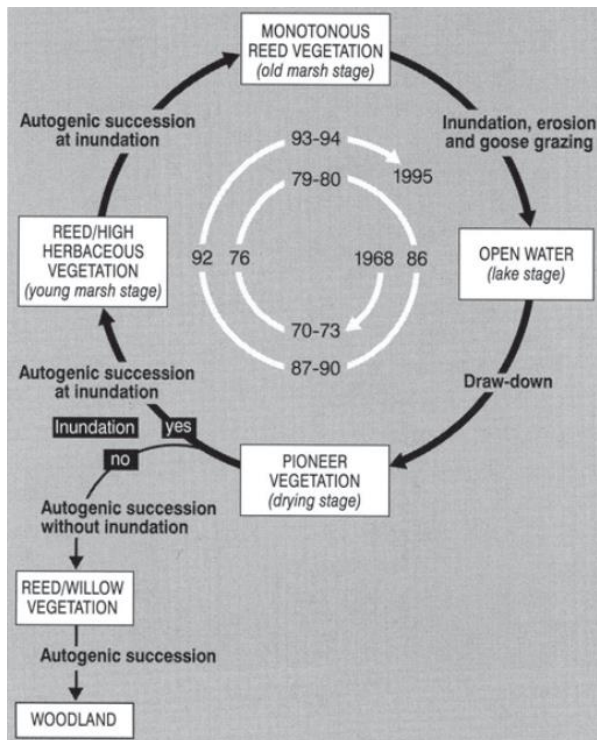 MONOTONOUS
REED VEGETATION
(old marsh stage)
Autogenic succession
at inundation
Inundation, erosion
and goose grazing
93-94
1995
79-80
REED/HIGH
HERBACEOUS
VEGETATION
(young marsh stage)
92
76
1968
86
OPEN WATER
(lake stage)
70-73
87-90
Autogenic succession
at inundation
Draw-down
Inundation
yes
no
PIONEER
VEGETATION
(drying stage)
Autogenic succession
without inundation
REED/WILLOW
VEGETATION
Autogenic succession
WOODLAND